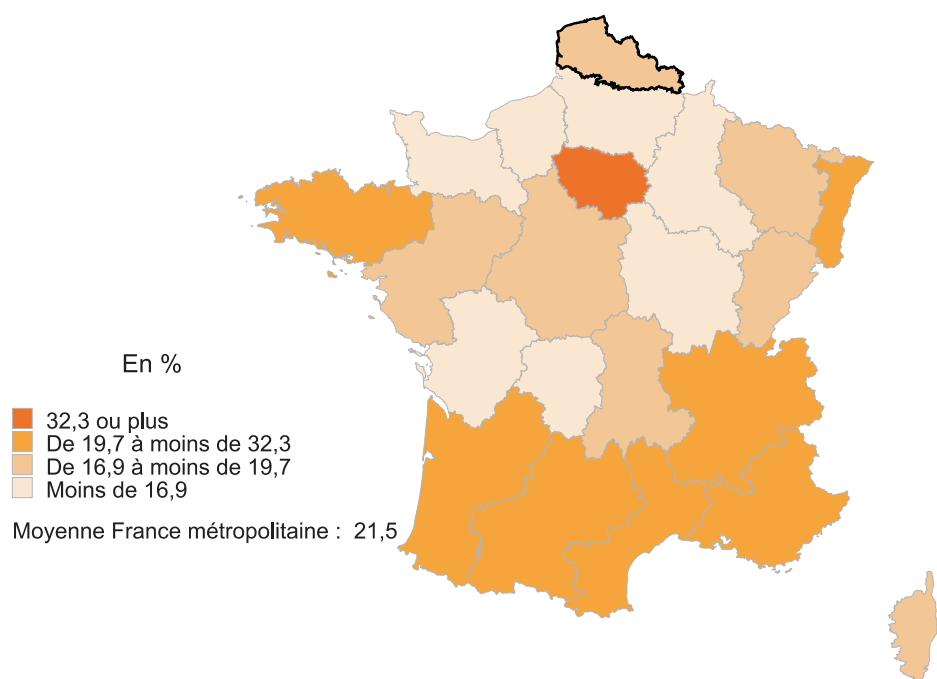 En %
32,3 ou plus
De 19,7 à moins de 32,3
De 16,9 à moins de 19,7
Moins de 16,9
Moyenne France métropolitaine : 21,5